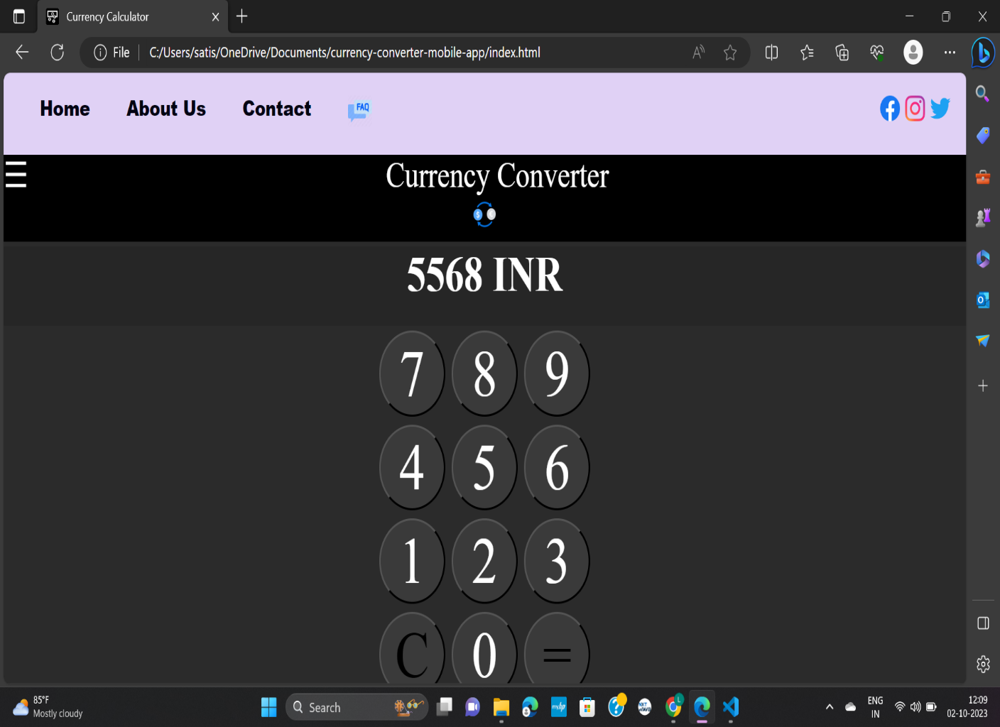 Currency Calculator
File
C:/Users/satis/OneDrive/Documents/currency-converter-mobile-app/index.html
Home About Us Contact FAQ
Currency Converter
5568 INR
7 8 9
4 5 6
1 2 3
C 0 =
85°F
Mostly cloudy
Search
ENG
IN
12:09
02-10-2023